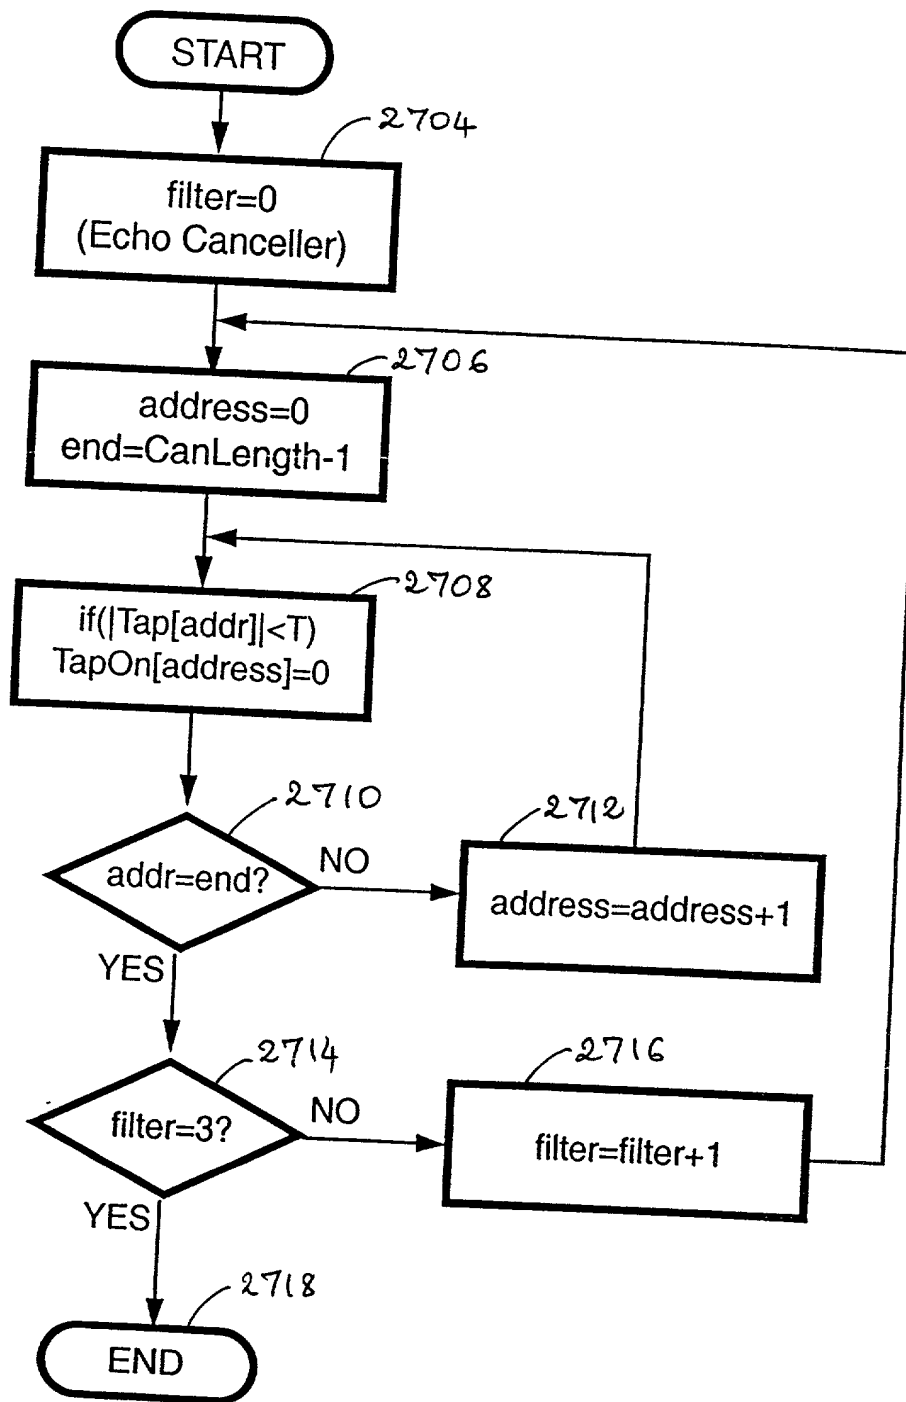 START
2704
filter=0
(Echo Canceller)
2706
address=0
end=CanLength-1
2708
if(|Tap[addr]|<T)
TapOn[address]=0
2710
addr=end?
NO
2712
address=address+1
YES
2714
filter=3?
NO
2716
filter=filter+1
YES
2718
END